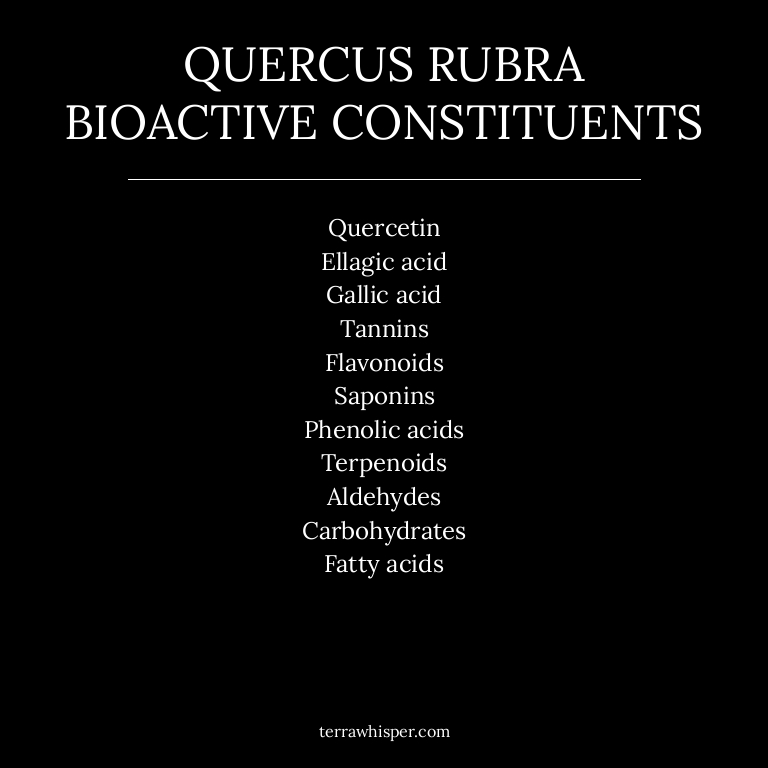 QUERCUS RUBRA
BIOACTIVE CONSTITUENTS
Quercetin
Ellagic acid
Gallic acid
Tannins
Flavonoids
Saponins
Phenolic acids
Terpenoids
Aldehydes
Carbohydrates
Fatty acids
terrawhisper.com